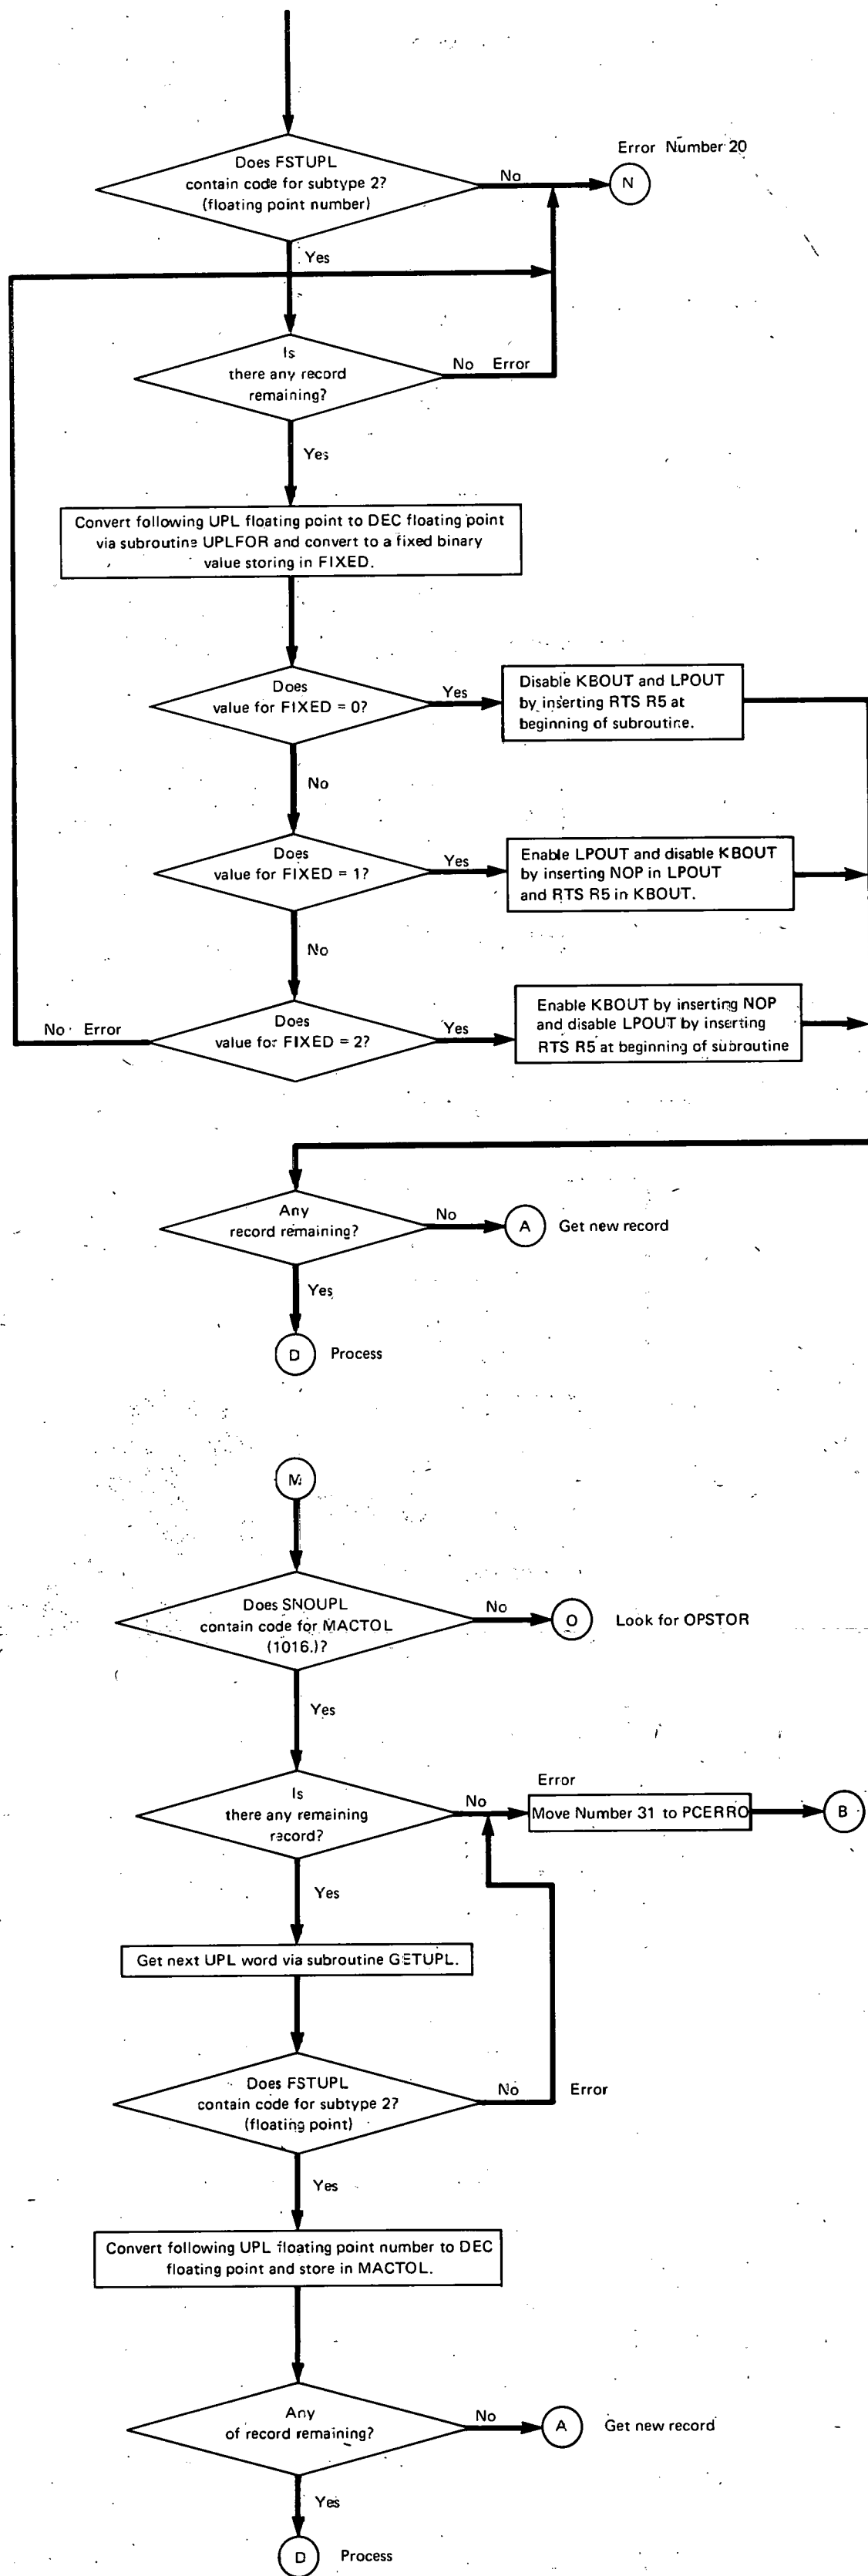 Error Number 20
Does FSTUPL
contain code for subtype 2?
(floating point number)
No
N
Yes
Is
there any record
remaining?
No Error
Yes
Convert following UPL floating point to DEC floating point
via subroutine UPLFOR and convert to a fixed binary
value storing in FIXED.
Does
value for FIXED = 0?
Yes
Disable KBOUT and LPOUT
by inserting RTS R5 at
beginning of subroutine.
No
Does
value for FIXED = 1?
Yes
Enable LPOUT and disable KBOUT
by inserting NOP in LPOUT
and RTS R5 in KBOUT.
No
No Error
Does
value for FIXED = 2?
Yes
Enable KBOUT by inserting NOP
and disable LPOUT by inserting
RTS R5 at beginning of subroutine
Any
record remaining?
No
A
Get new record
Yes
D
Process
M
Does SNOUPL
contain code for MACTOL
(1016.)?
No
O
Look for OPSTOR
Yes
Is
there any remaining
record?
No
Error
Move Number 31 to PCERRO
B
Yes
Get next UPL word via subroutine GETUPL.
Does FSTUPL
contain code for subtype 2?
(floating point)
No
Error
Yes
Convert following UPL floating point number to DEC
floating point and store in MACTOL.
Any
of record remaining?
No
A
Get new record
Yes
D
Process